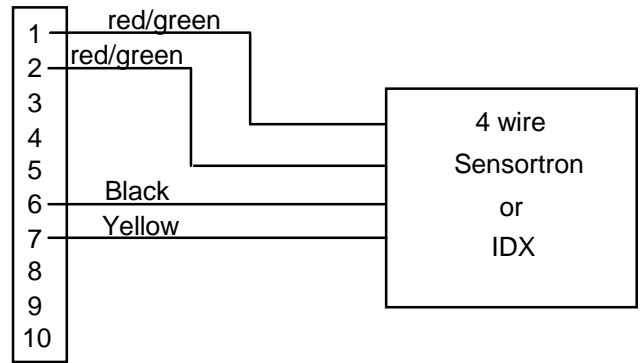 1 red/green
2 red/green
3
4
5
6 Black
7 Yellow
8
9
10
4 wire
Sensortron
or
IDX